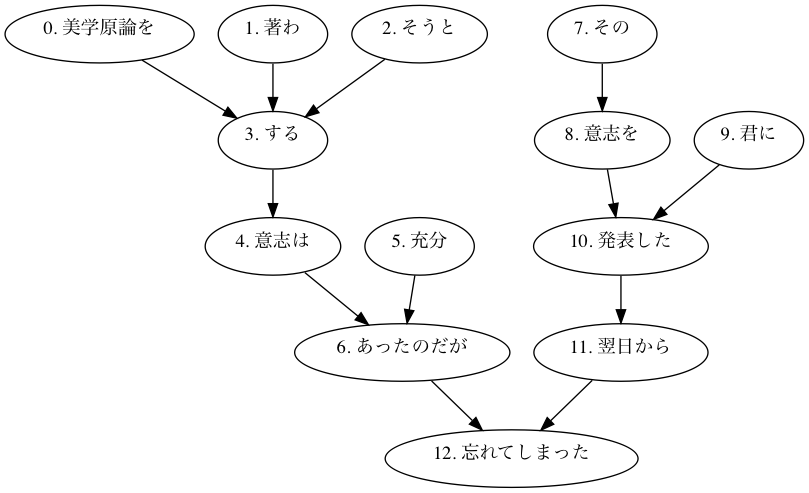 0. 美学原論を
1. 著わ
2. そうと
7. その
3. する
8. 意志を
9. 君に
4. 意志は
5. 充分
10. 発表した
6. あったのだが
11. 翌日から
12. 忘れてしまった